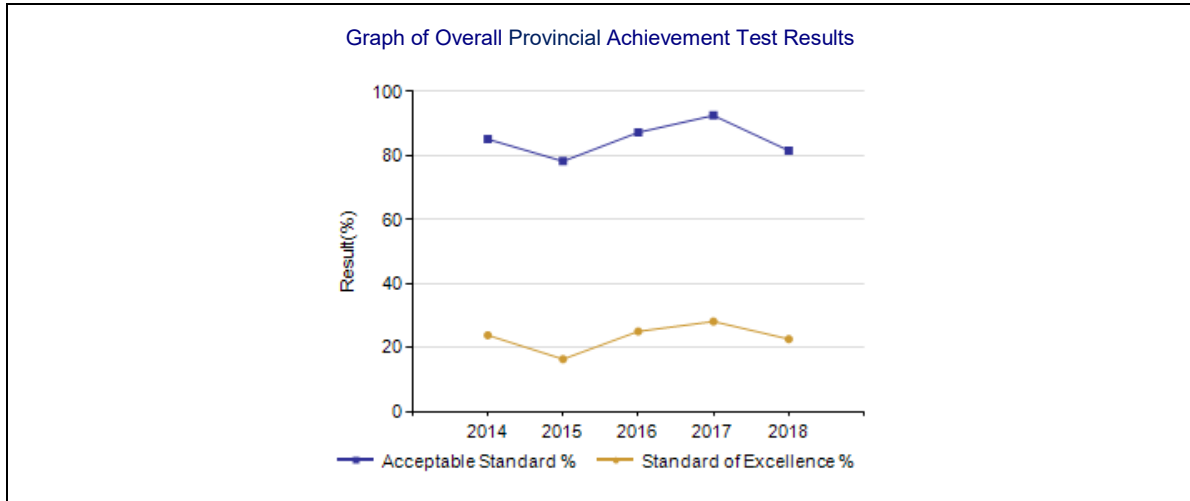 Graph of Overall Provincial Achievement Test Results
100
80
60
40
20
0
Result(%)
2014 2015 2016 2017 2018
Acceptable Standard % Standard of Excellence %